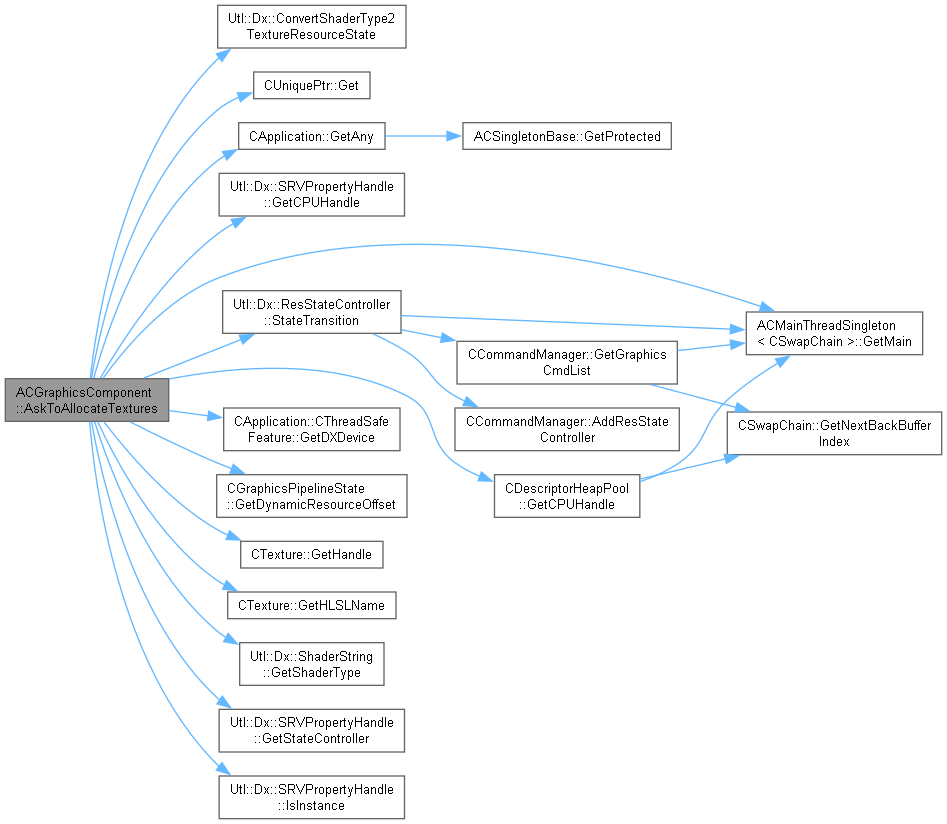 Utl::Dx::ConvertShaderType2
TextureResourceState
CUniquePtr::Get
CApplication::GetAny
ACSingletonBase::GetProtected
Utl::Dx::SRVPropertyHandle
::GetCPUHandle
Utl::Dx::ResStateController
::StateTransition
ACMainThreadSingleton
< CSwapChain >::GetMain
CCommandManager::GetGraphics
CmdList
ACGraphicsComponent
::AskToAllocateTextures
CApplication::CThreadSafe
Feature::GetDXDevice
CCommandManager::AddResState
Controller
CSwapChain::GetNextBackBuffer
Index
CGraphicsPipelineState
::GetDynamicResourceOffset
CDescriptorHeapPool
::GetCPUHandle
CTexture::GetHandle
CTexture::GetHLSLName
Utl::Dx::ShaderString
::GetShaderType
Utl::Dx::SRVPropertyHandle
::GetStateController
Utl::Dx::SRVPropertyHandle
::IsInstance